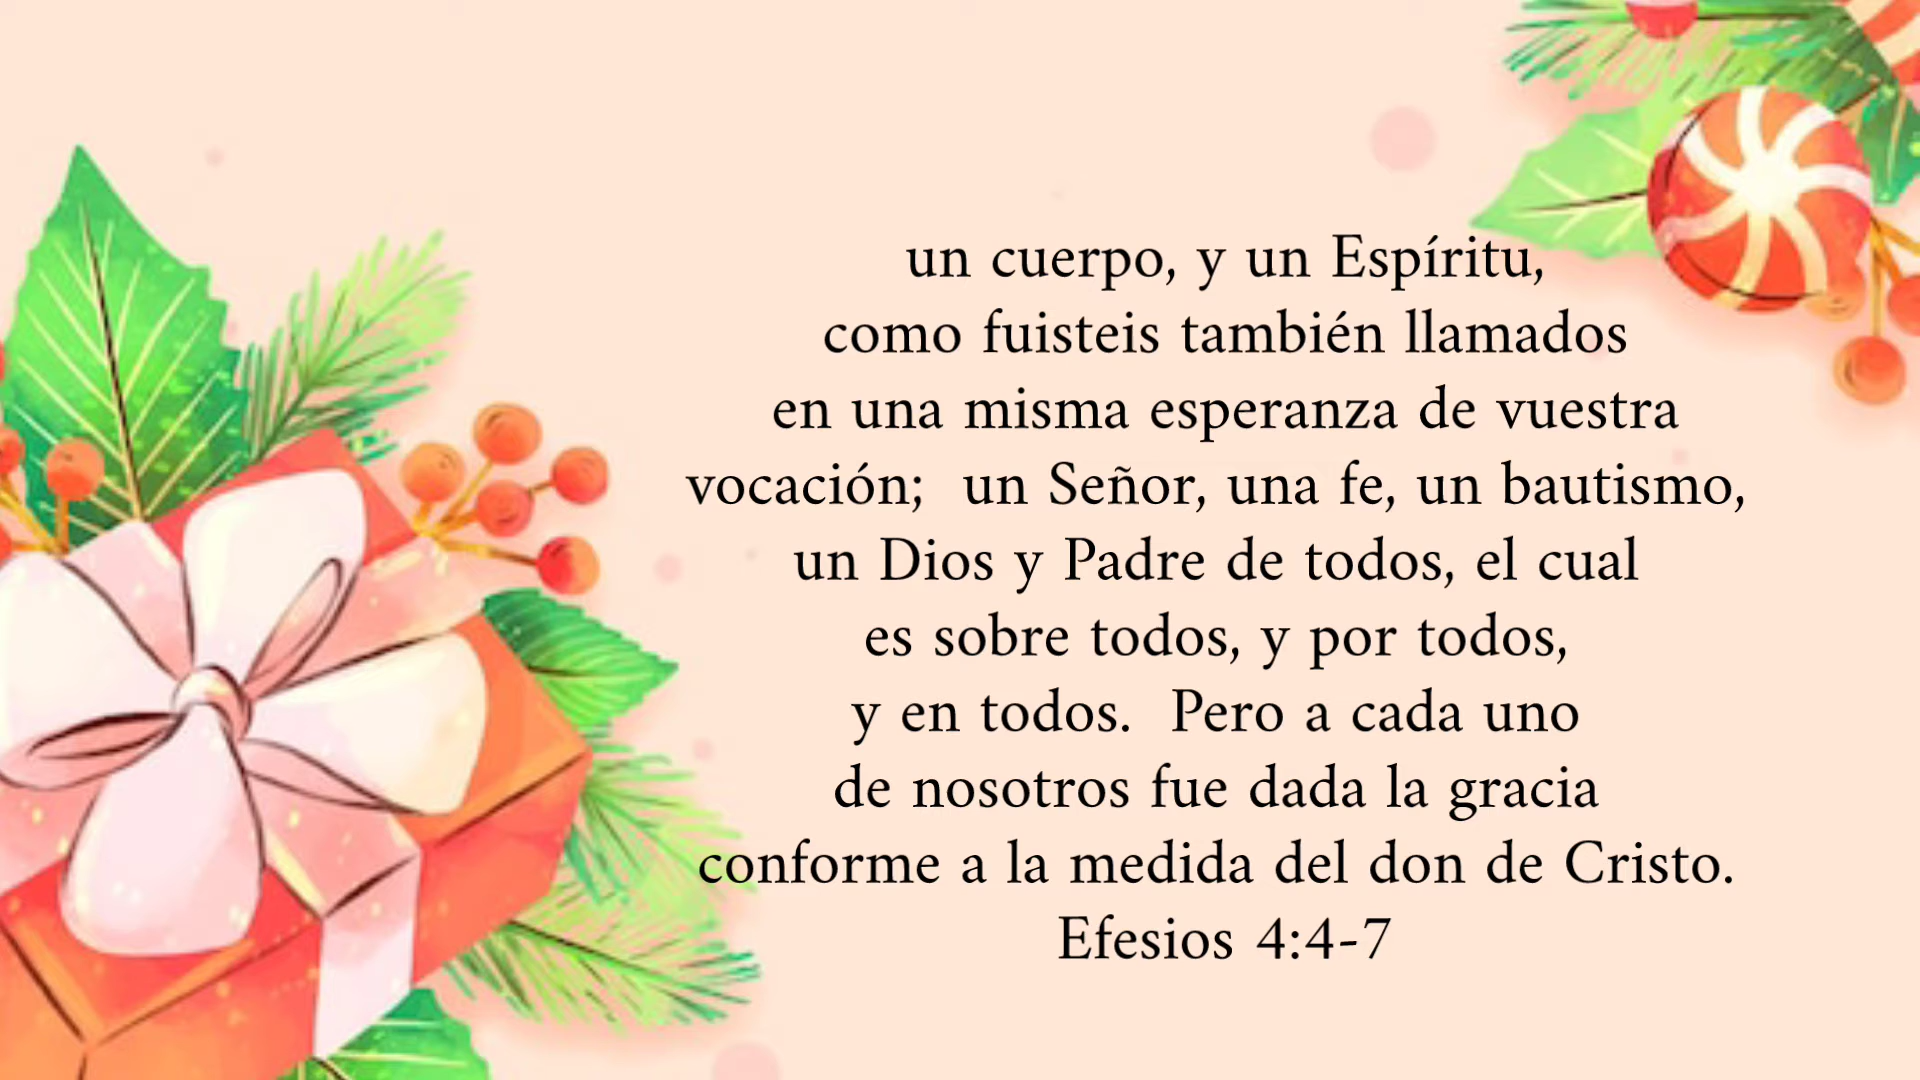 un cuerpo, y un Espíritu,
como fuisteis también llamados
en una misma esperanza de vuestra
vocación;  un Señor, una fe, un bautismo,
un Dios y Padre de todos, el cual
es sobre todos, y por todos,
y en todos.  Pero a cada uno
de nosotros fue dada la gracia
conforme a la medida del don de Cristo.
Efesios 4:4-7